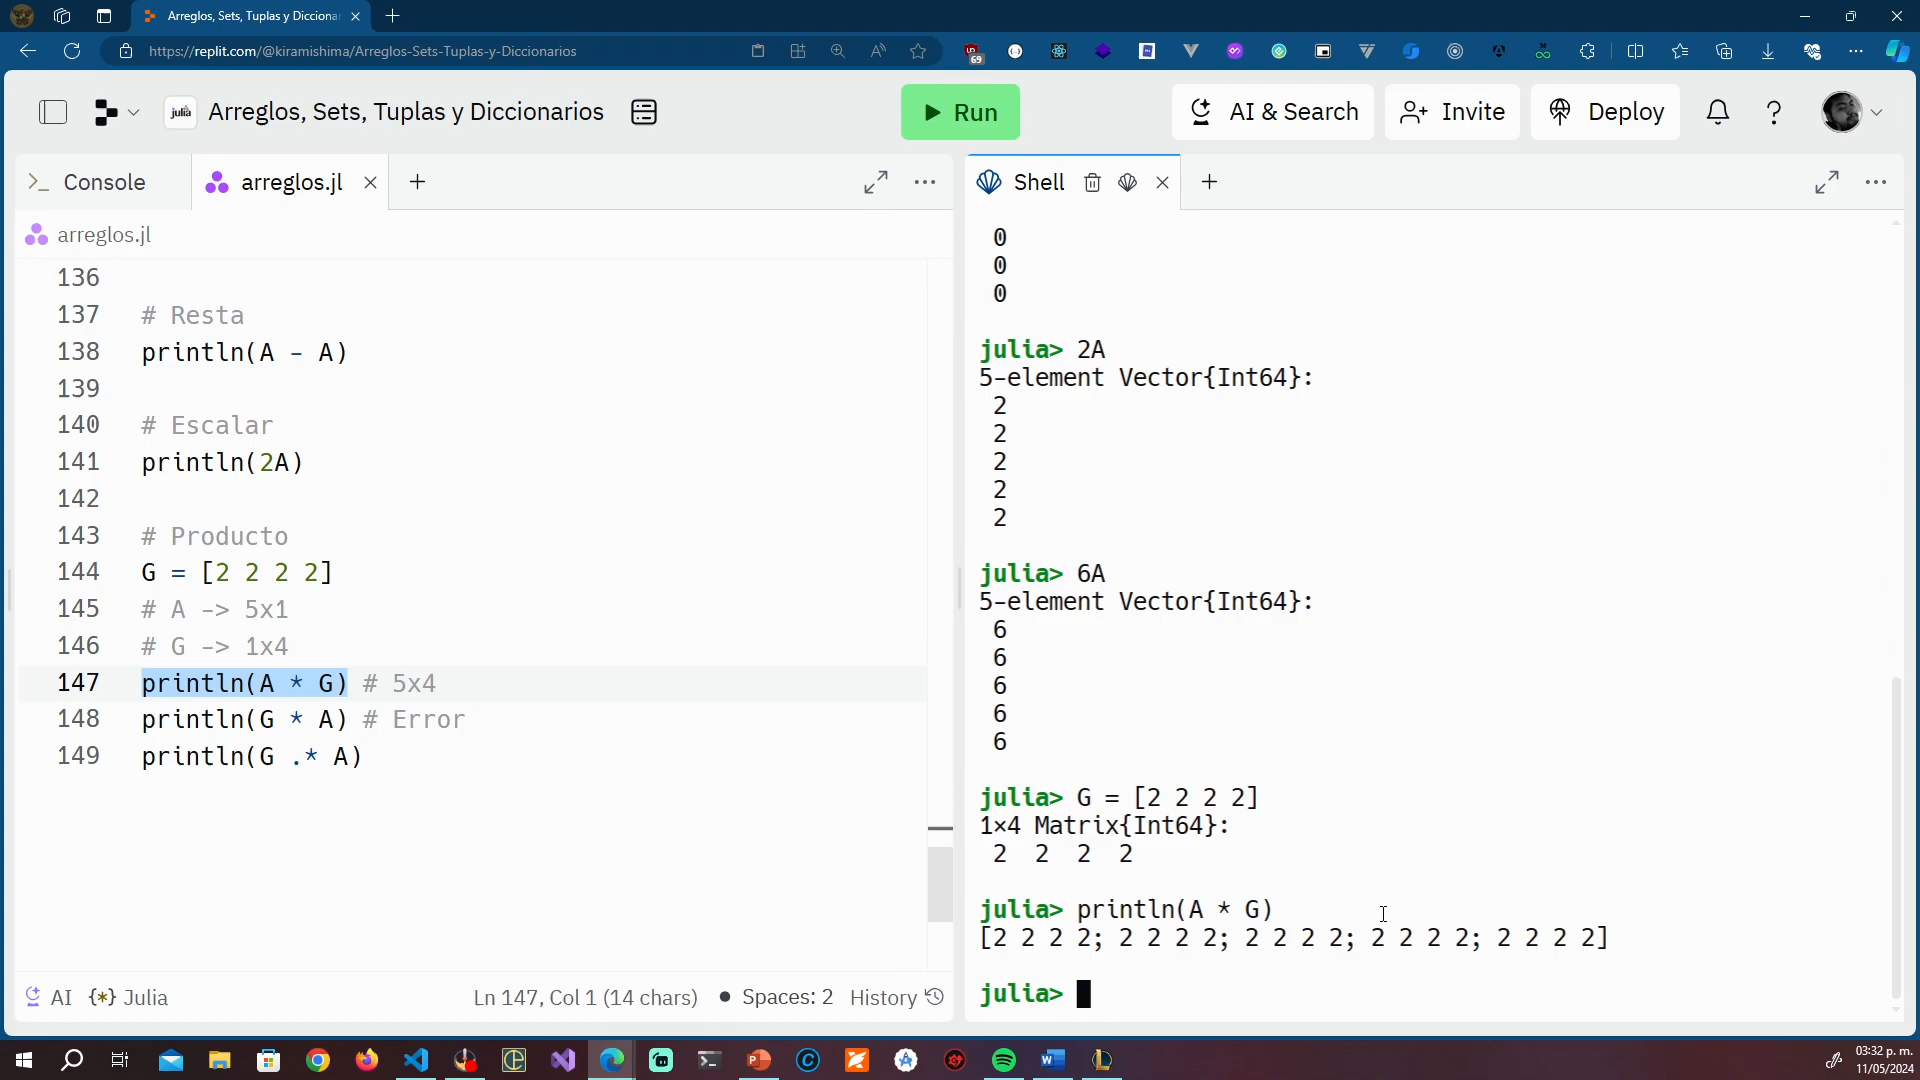 Arreglos, Sets, Tuplas y Dicciona
https://replit.com/@kiramishima/Arreglos-Sets-Tuplas-y-Diccionarios
69
julia
Arreglos, Sets, Tuplas y Diccionarios
Run
AI & Search
Invite
Deploy
Console
arreglos.jl
arreglos.jl
136
137 # Resta
138 println(A - A)
139
140 # Escalar
141 println(2A)
142
143 # Producto
144 G = [2 2 2 2]
145 # A -> 5x1
146 # G -> 1x4
147 println(A * G) # 5x4
148 println(G * A) # Error
149 println(G .* A)
AI {*} Julia
Ln 147, Col 1 (14 chars) • Spaces: 2 History
Shell
0
0
0
julia> 2A
5-element Vector{Int64}:
2
2
2
2
2
julia> 6A
5-element Vector{Int64}:
6
6
6
6
6
julia> G = [2 2 2 2]
1×4 Matrix{Int64}:
2 2 2 2
julia> println(A * G)
[2 2 2 2; 2 2 2 2; 2 2 2 2; 2 2 2 2; 2 2 2 2]
julia>
03:32 p. m.
11/05/2024